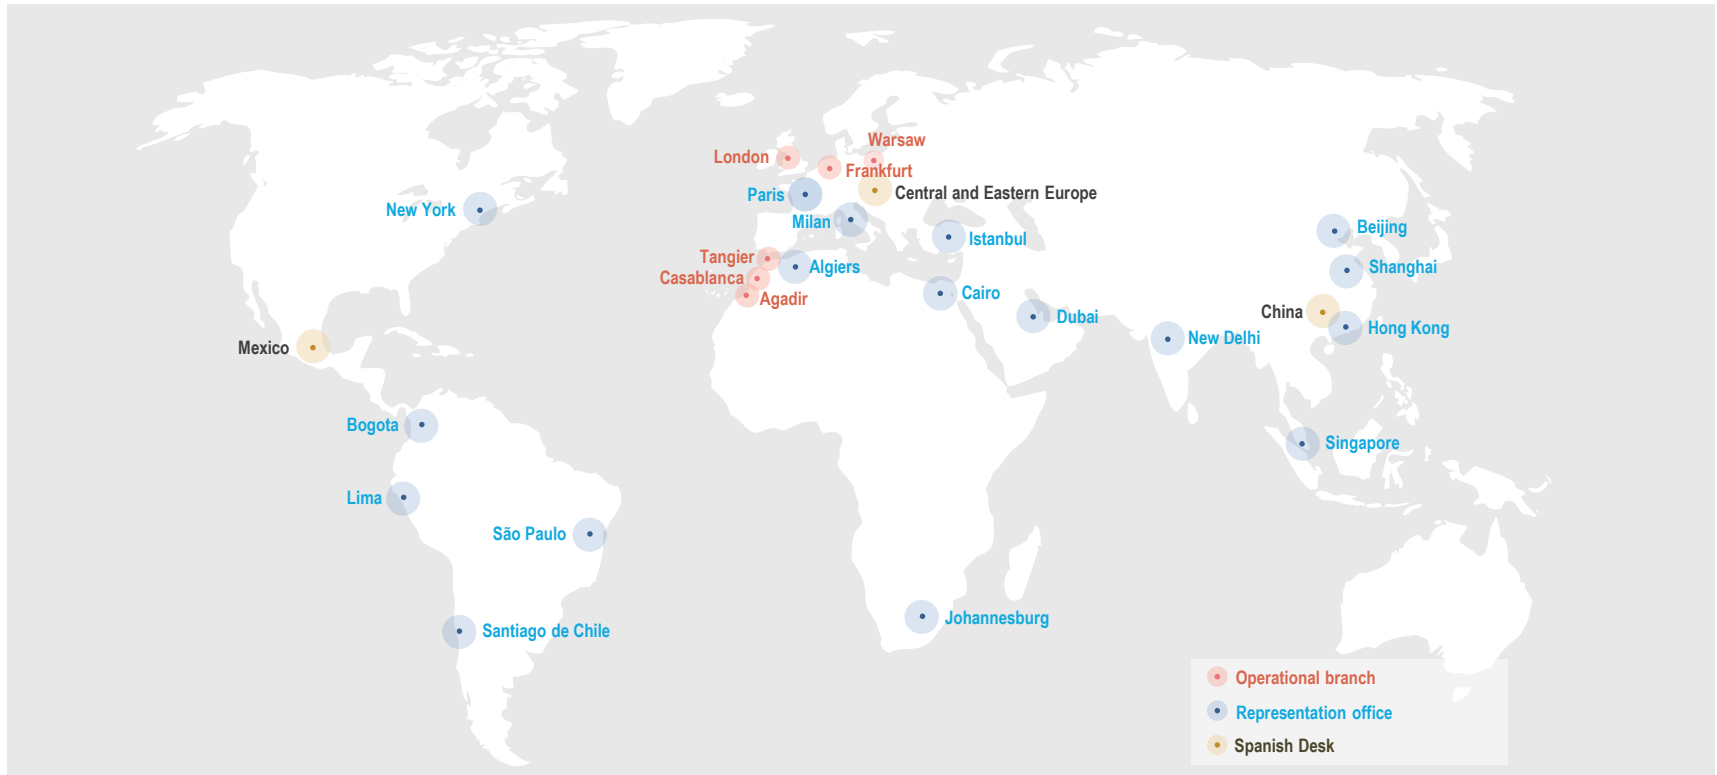 Warsaw
London
Frankfurt
Paris
Central and Eastern Europe
New York
Milan
Istanbul
Beijing
Tangier
Algiers
Shanghai
Casablanca
Agadir
Cairo
Dubai
China
Hong Kong
New Delhi
Mexico
Bogota
Singapore
Lima
São Paulo
Santiago de Chile
Johannesburg
Operational branch
Representation office
Spanish Desk